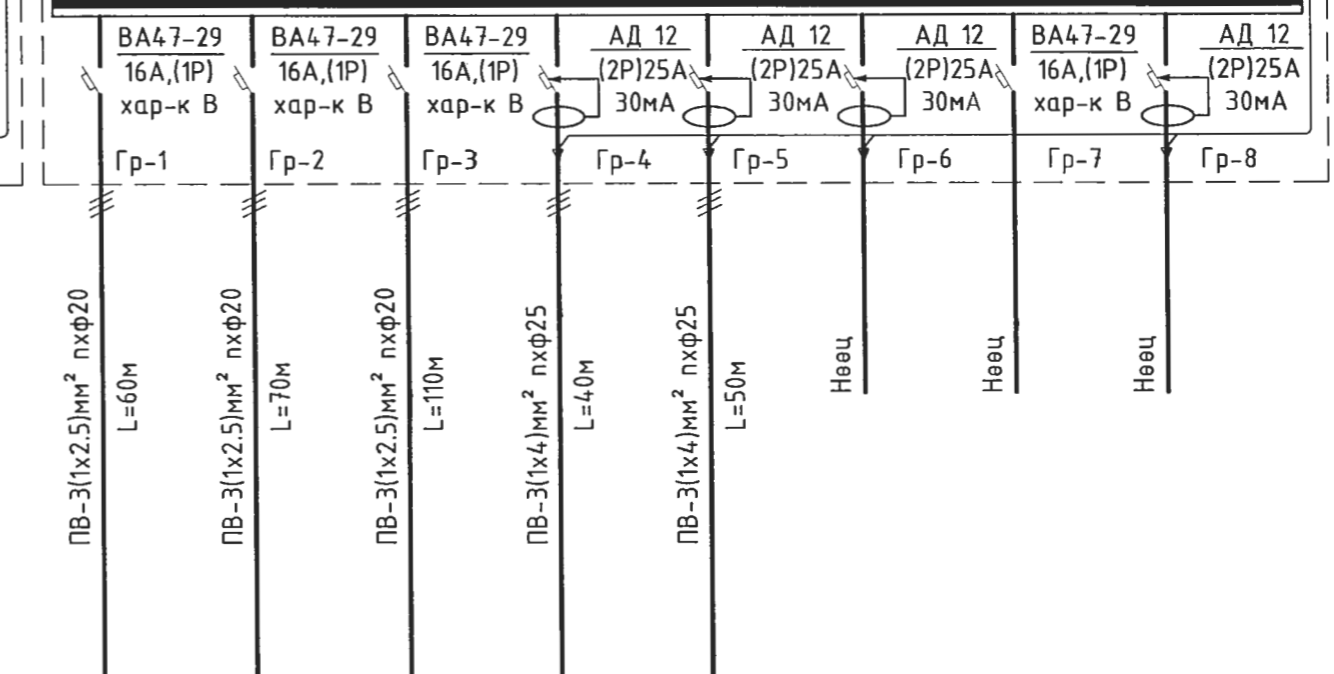 ВА47-29
16А,(1Р)
хар-к В
Гр-1
ВА47-29
16А,(1Р)
хар-к В
Гр-2
ВА47-29
16А,(1Р)
хар-к В
Гр-3
АД 12
(2Р)25А
30мА
Гр-4
АД 12
(2Р)25А
30мА
Гр-5
АД 12
(2Р)25А
30мА
Гр-6
ВА47-29
16А,(1Р)
хар-к В
Гр-7
АД 12
(2Р)25А
30мА
Гр-8
ПВ-3(1х2.5)мм² пхф20
L=60м
ПВ-3(1х2.5)мм² пхф20
L=70м
ПВ-3(1х2.5)мм² пхф20
L=110м
ПВ-3(1х4)мм² пхф25
L=40м
ПВ-3(1х4)мм² пхф25
L=50м
Нөөц
Нөөц
Нөөц